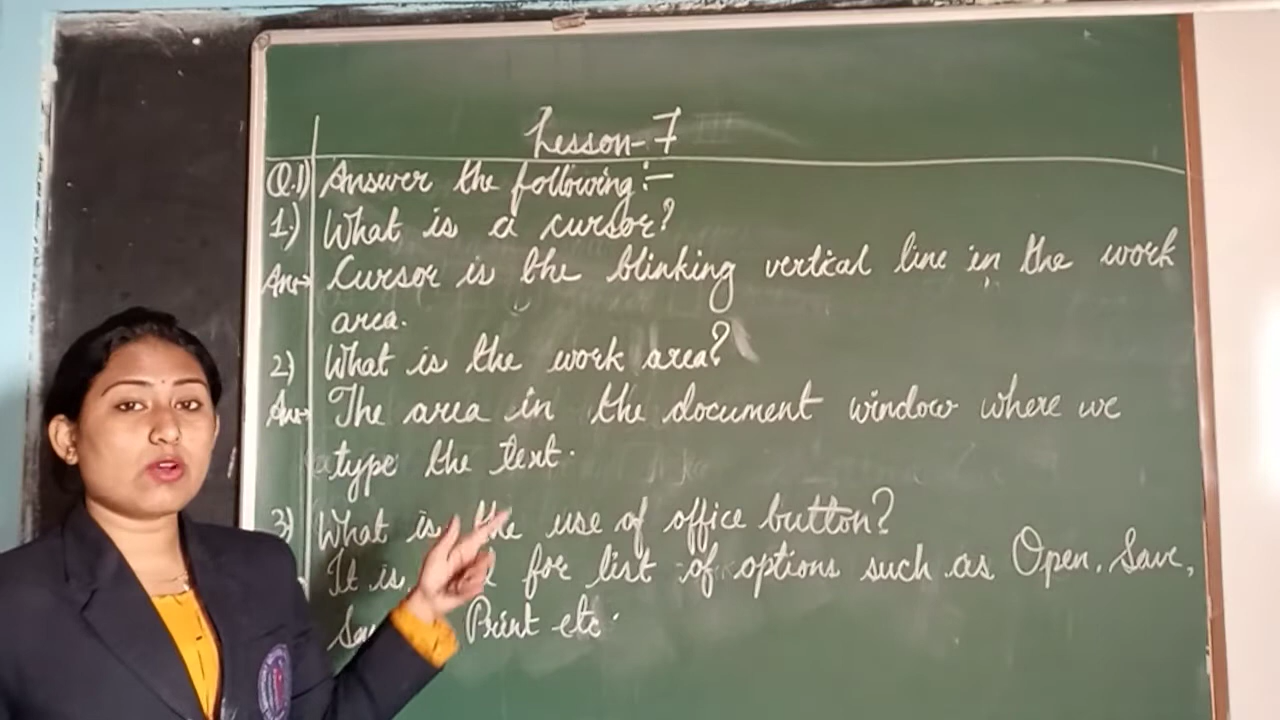 Lesson-7
Q.1) Answer the following:-
1.) What is a cursor?
Ans→ Cursor is the blinking vertical line in the work
area.
2) What is the work area?
Ans→ The area in the document window where we
type the text.
3) What is the use of office button?
It is for list of options such as Open, Save,
Print etc.